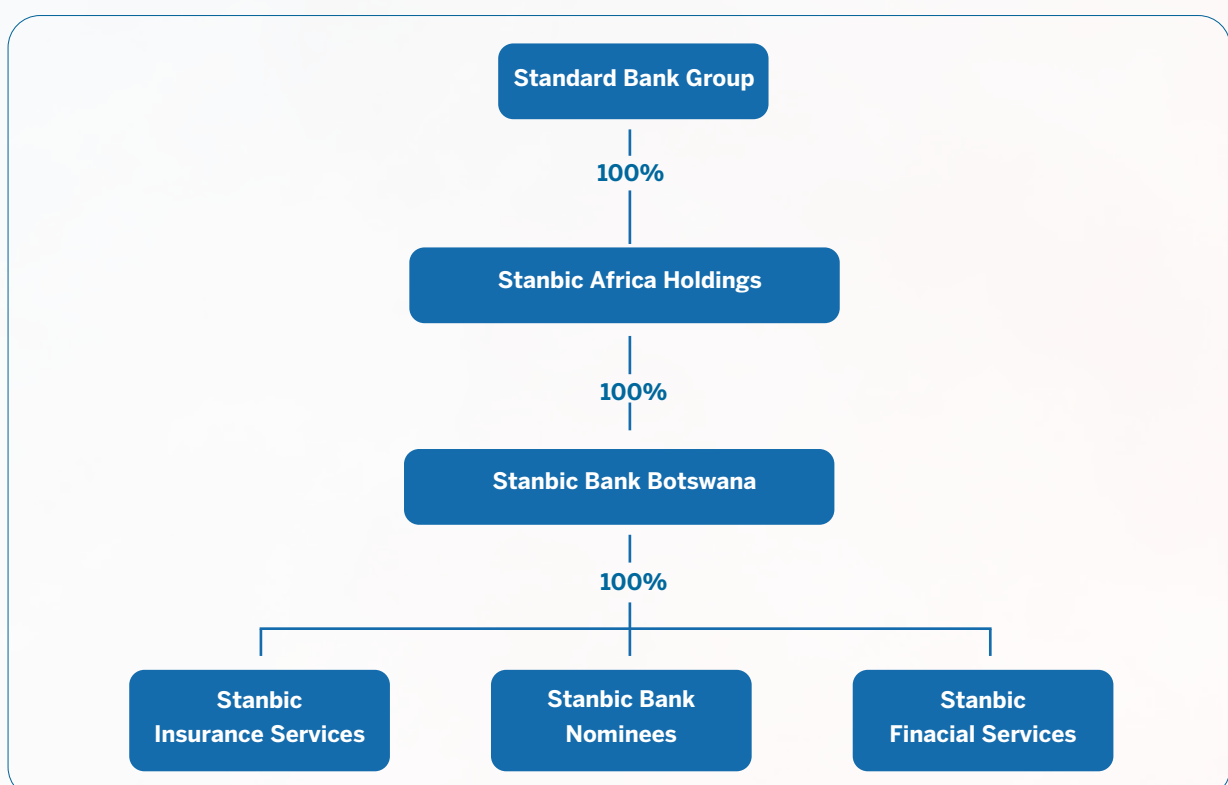 Standard Bank Group
100%
Stanbic Africa Holdings
100%
Stanbic Bank Botswana
100%
Stanbic
Insurance Services
Stanbic Bank
Nominees
Stanbic
Finacial Services